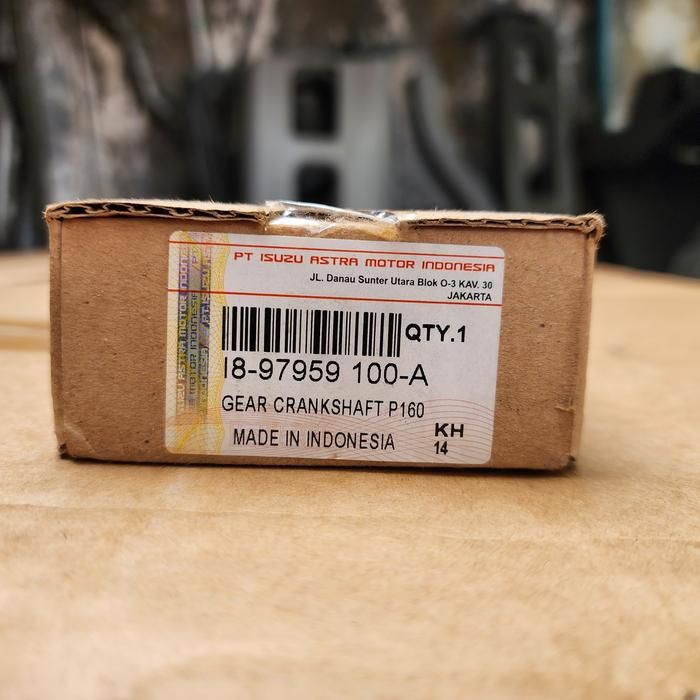 PT ISUZU ASTRA MOTOR INDONESIA
JL. Danau Sunter Utara Blok O-3 KAV. 30
JAKARTA
QTY.1
I8-97959 100-A
GEAR CRANKSHAFT P160
MADE IN INDONESIA
KH
14